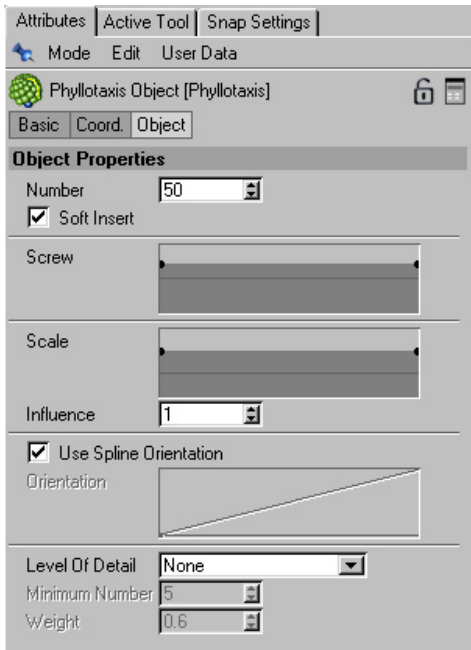 Attributes Active Tool Snap Settings
Mode Edit User Data
Phyllotaxis Object [Phyllotaxis]
Basic Coord. Object
Object Properties
Number 50
Soft Insert
Screw
Scale
Influence 1
Use Spline Orientation
Orientation
Level Of Detail None
Minimum Number 5
Weight 0.6